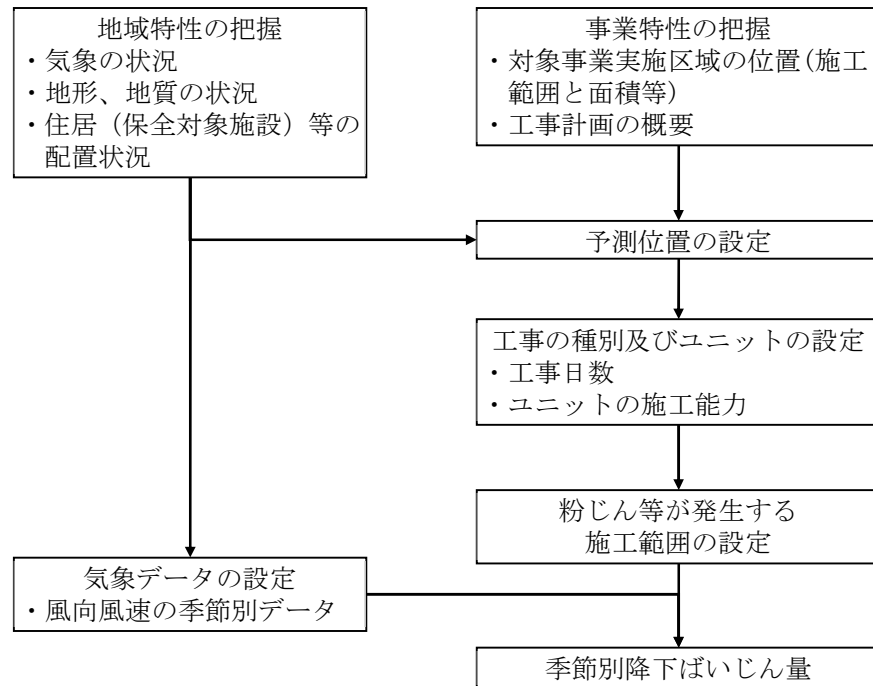 地域特性の把握
・気象の状況
・地形、地質の状況
・住居（保全対象施設）等の
配置状況
事業特性の把握
・対象事業実施区域の位置(施工
範囲と面積等)
・工事計画の概要
予測位置の設定
工事の種別及びユニットの設定
・工事日数
・ユニットの施工能力
粉じん等が発生する
施工範囲の設定
気象データの設定
・風向風速の季節別データ
季節別降下ばいじん量